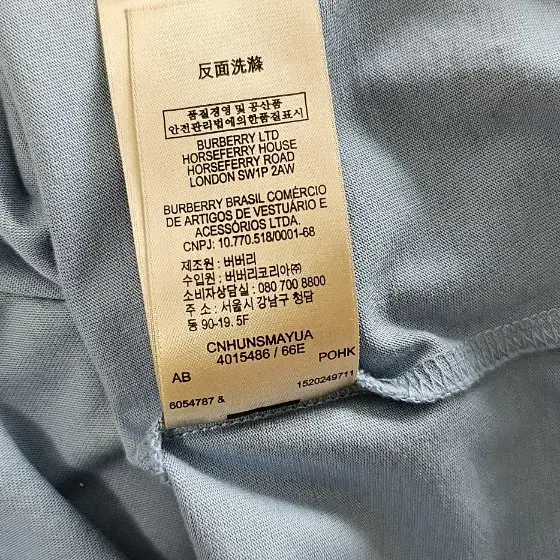 反面洗滌
품질경영 및 공산품
안전관리법에의한품질표시
BURBERRY LTD
HORSEFERRY HOUSE
HORSEFERRY ROAD
LONDON SW1P 2AW
BURBERRY BRASIL COMÉRCIO
DE ARTIGOS DE VESTUÁRIO E
ACESSÓRIOS LTDA.
CNPJ: 10.770.518/0001-68
제조원 : 버버리
수입원 : 버버리코리아㈜
소비자상담실 : 080 700 8800
주 소 : 서울시 강남구 청담
동 90-19. 5F
CNHUNSMAYUA
4015486 / 66E
AB POHK
6054787 & 1520249711